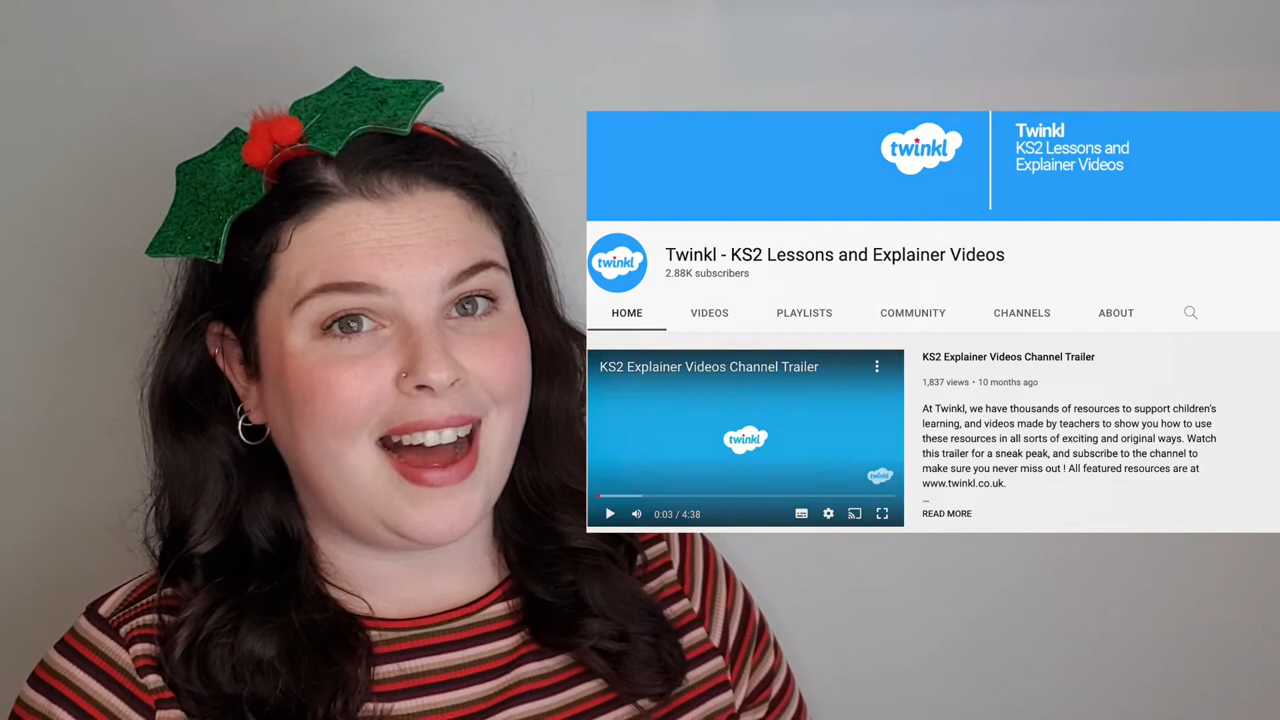 twinkl
Twinkl
KS2 Lessons and
Explainer Videos
twinkl
Twinkl - KS2 Lessons and Explainer Videos
2.88K subscribers
HOME VIDEOS PLAYLISTS COMMUNITY CHANNELS ABOUT
KS2 Explainer Videos Channel Trailer
twinkl
twinkl
0:03 / 4:38
KS2 Explainer Videos Channel Trailer
1,837 views • 10 months ago
At Twinkl, we have thousands of resources to support children's
learning, and videos made by teachers to show you how to use
these resources in all sorts of exciting and original ways. Watch
this trailer for a sneak peak, and subscribe to the channel to
make sure you never miss out ! All featured resources are at
www.twinkl.co.uk.
...
READ MORE